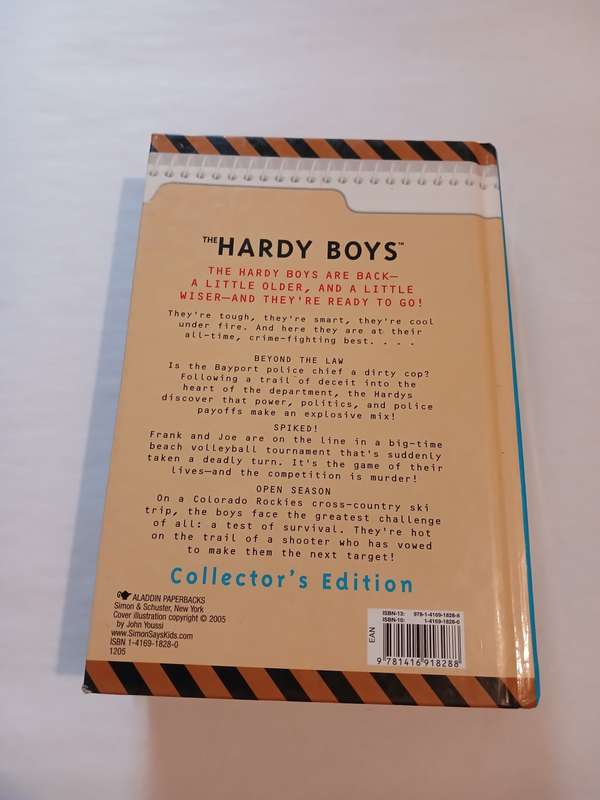 THE HARDY BOYS™
THE HARDY BOYS ARE BACK—
A LITTLE OLDER, AND A LITTLE
WISER—AND THEY'RE READY TO GO!
They're tough, they're smart, they're cool
under fire. And here they are at their
all-time, crime-fighting best. . . .
BEYOND THE LAW
Is the Bayport police chief a dirty cop?
Following a trail of deceit into the
heart of the department, the Hardys
discover that power, politics, and police
payoffs make an explosive mix!
SPIKED!
Frank and Joe are on the line in a big-time
beach volleyball tournament that's suddenly
taken a deadly turn. It's the game of their
lives—and the competition is murder!
OPEN SEASON
On a Colorado Rockies cross-country ski
trip, the boys face the greatest challenge
of all: a test of survival. They're hot
on the trail of a shooter who has vowed
to make them the next target!
Collector's Edition
ALADDIN PAPERBACKS
Simon & Schuster, New York
Cover illustration copyright © 2005
by John Youssi
www.SimonSaysKids.com
ISBN 1-4169-1828-0
1205
ISBN-13: 978-1-4169-1828-8
ISBN-10: 1-4169-1828-0
EAN
9 781416 918288